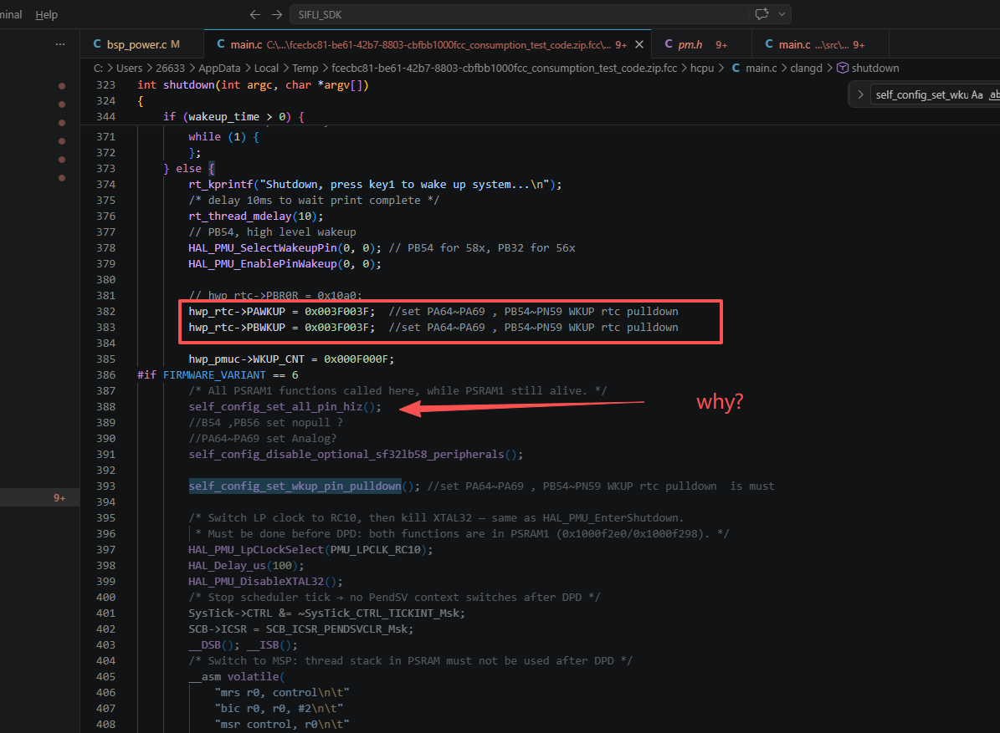 minal Help
SIFLI_SDK
bsp_power.c M
main.c C:\...\fcecbc81-be61-42b7-8803-cbfbb1000fcc_consumption_test_code.zip.fcc\... 9+
pm.h 9+
main.c ...\src\... 9+
C: > Users > 26633 > AppData > Local > Temp > fcecbc81-be61-42b7-8803-cbfbb1000fcc_consumption_test_code.zip.fcc > hcpu > C main.c > clangd > shutdown
self_config_set_wku Aa ab
323 int shutdown(int argc, char *argv[])
324 {
344 if (wakeup_time > 0) {
371 while (1) {
372 };
373 } else {
374 rt_kprintf("Shutdown, press key1 to wake up system...\n");
375 /* delay 10ms to wait print complete */
376 rt_thread_mdelay(10);
377 // PB54, high level wakeup
378 HAL_PMU_SelectWakeupPin(0, 0); // PB54 for 58x, PB32 for 56x
379 HAL_PMU_EnablePinWakeup(0, 0);
380
381 // hwp_rtc->PBR0R = 0x10a0;
382 hwp_rtc->PAWKUP = 0x003F003F; //set PA64~PA69 , PB54~PN59 WKUP rtc pulldown
383 hwp_rtc->PBWKUP = 0x003F003F; //set PA64~PA69 , PB54~PN59 WKUP rtc pulldown
384
385 hwp_pmuc->WKUP_CNT = 0x000F000F;
386 #if FIRMWARE_VARIANT == 6
387 /* All PSRAM1 functions called here, while PSRAM1 still alive. */
388 self_config_set_all_pin_hiz();
why?
389 //B54 ,PB56 set nopull ?
390 //PA64~PA69 set Analog?
391 self_config_disable_optional_sf32lb58_peripherals();
392
393 self_config_set_wkup_pin_pulldown(); //set PA64~PA69 , PB54~PN59 WKUP rtc pulldown is must
9+
394
395 /* Switch LP clock to RC10, then kill XTAL32 — same as HAL_PMU_EnterShutdown.
396 * Must be done before DPD: both functions are in PSRAM1 (0x1000f2e0/0x1000f298). */
397 HAL_PMU_LpCLockSelect(PMU_LPCLK_RC10);
398 HAL_Delay_us(100);
399 HAL_PMU_DisableXTAL32();
400 /* Stop scheduler tick → no PendSV context switches after DPD */
401 SysTick->CTRL &= ~SysTick_CTRL_TICKINT_Msk;
402 SCB->ICSR = SCB_ICSR_PENDSVCLR_Msk;
403 __DSB(); __ISB();
404 /* Switch to MSP: thread stack in PSRAM must not be used after DPD */
405 __asm volatile(
406 "mrs r0, control\n\t"
407 "bic r0, r0, #2\n\t"
408 "msr control, r0\n\t"